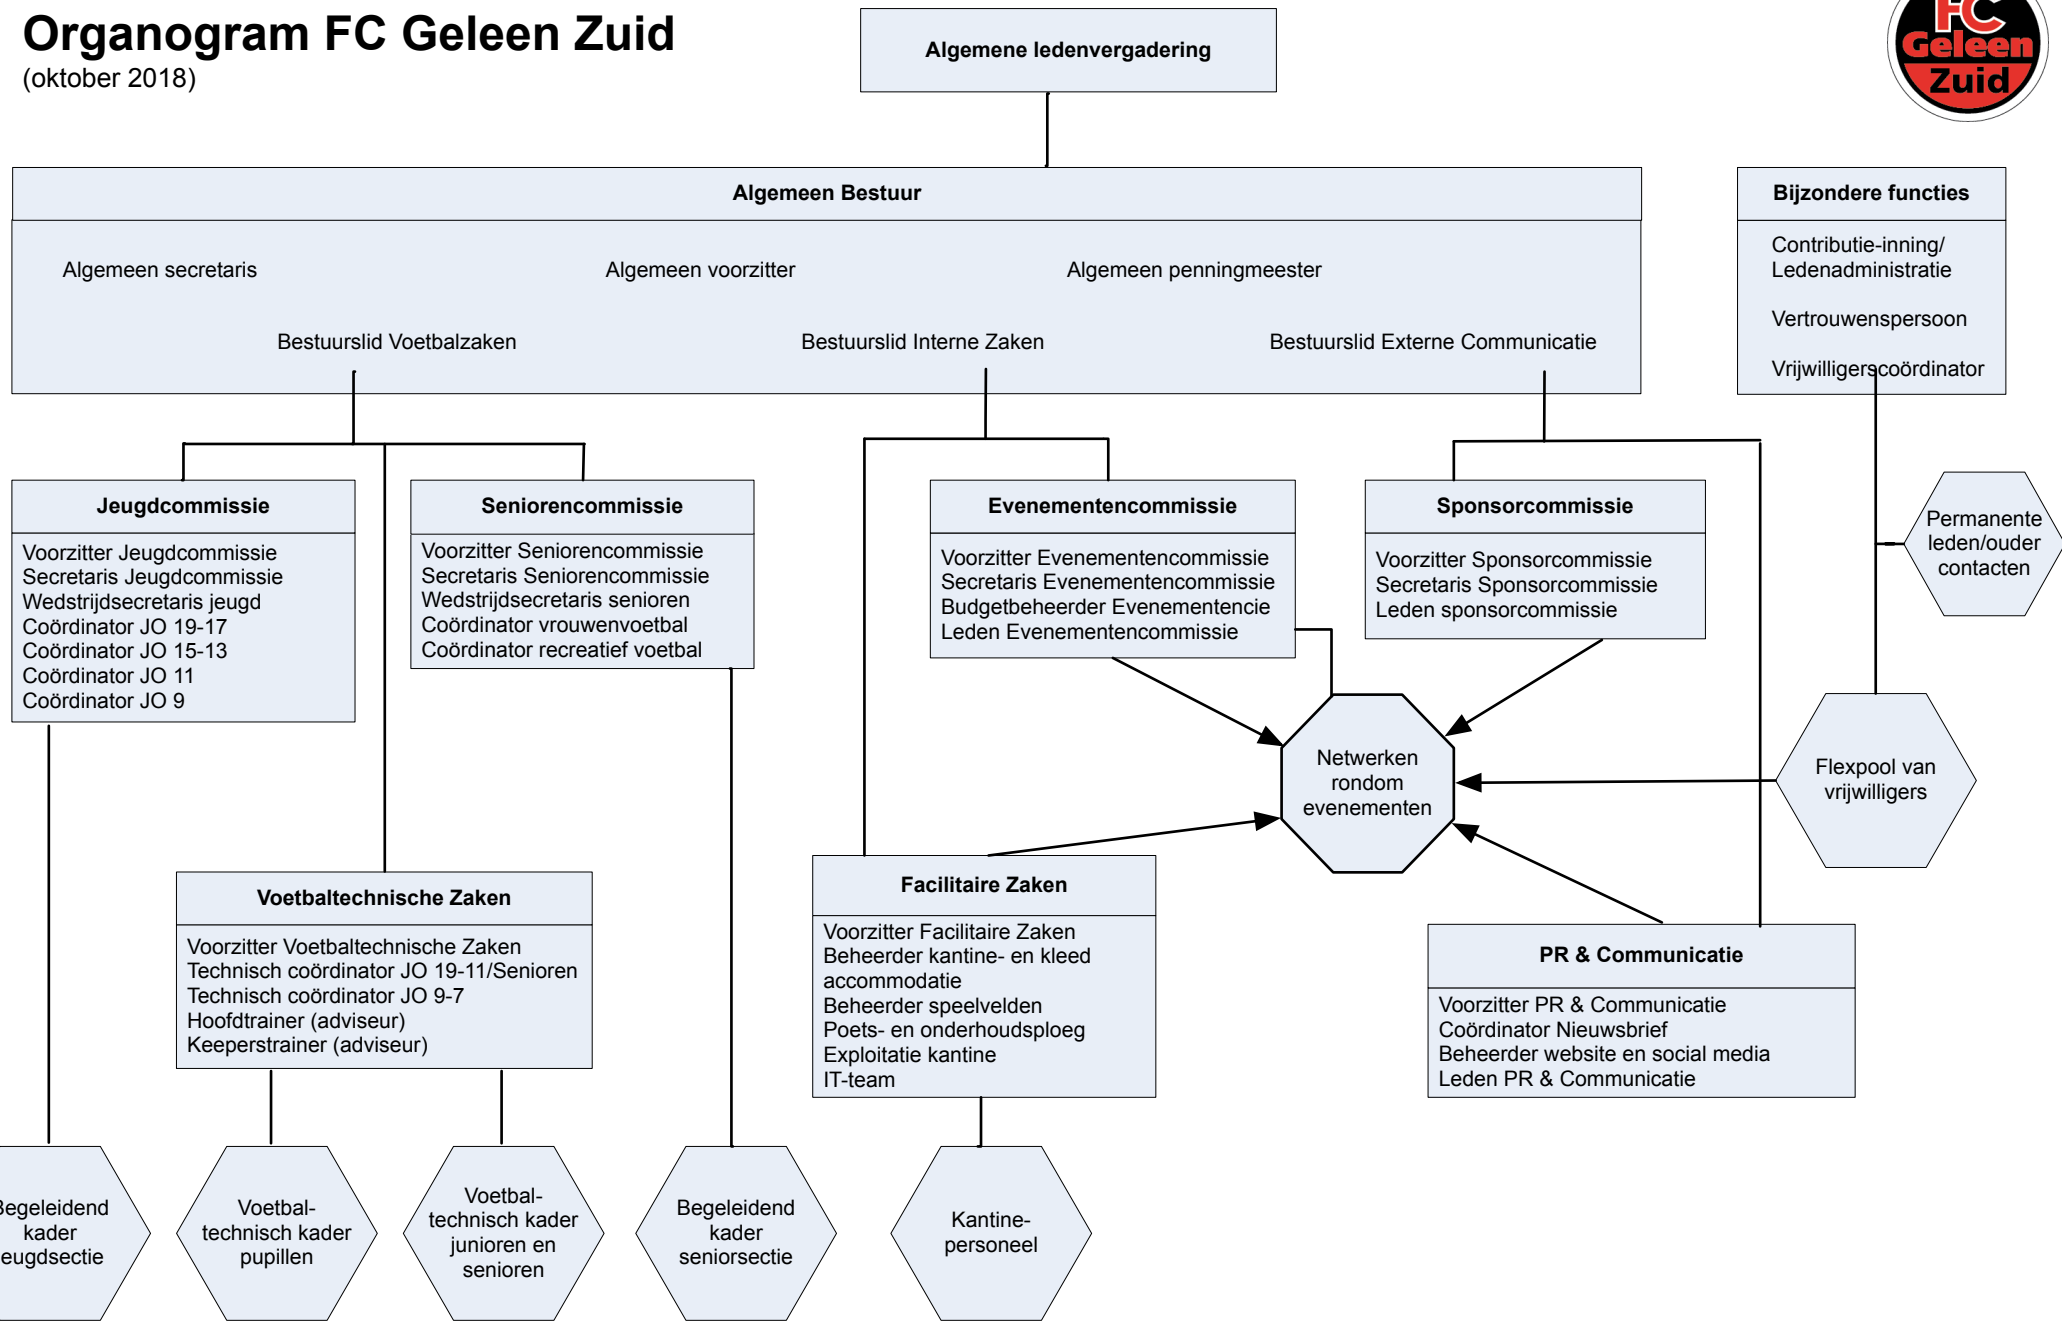 Organogram FC Geleen Zuid
(oktober 2018)
FC
Geleen
Zuid
Algemene ledenvergadering
Algemeen Bestuur
Algemeen secretaris
Algemeen voorzitter
Algemeen penningmeester
Bestuurslid Voetbalzaken
Bestuurslid Interne Zaken
Bestuurslid Externe Communicatie
Bijzondere functies
Contributie-inning/
Ledenadministratie
Vertrouwenspersoon
Vrijwilligerscoördinator
Jeugdcommissie
Voorzitter Jeugdcommissie
Secretaris Jeugdcommissie
Wedstrijdsecretaris jeugd
Coördinator JO 19-17
Coördinator JO 15-13
Coördinator JO 11
Coördinator JO 9
Seniorencommissie
Voorzitter Seniorencommissie
Secretaris Seniorencommissie
Wedstrijdsecretaris senioren
Coördinator vrouwenvoetbal
Coördinator recreatief voetbal
Evenementencommissie
Voorzitter Evenementencommissie
Secretaris Evenementencommissie
Budgetbeheerder Evenementencie
Leden Evenementencommissie
Sponsorcommissie
Voorzitter Sponsorcommissie
Secretaris Sponsorcommissie
Leden sponsorcommissie
Permanente
leden/ouder
contacten
Netwerken
rondom
evenementen
Flexpool van
vrijwilligers
Voetbaltechnische Zaken
Voorzitter Voetbaltechnische Zaken
Technisch coördinator JO 19-11/Senioren
Technisch coördinator JO 9-7
Hoofdtrainer (adviseur)
Keeperstrainer (adviseur)
Facilitaire Zaken
Voorzitter Facilitaire Zaken
Beheerder kantine- en kleed
accommodatie
Beheerder speelvelden
Poets- en onderhoudsploeg
Exploitatie kantine
IT-team
PR & Communicatie
Voorzitter PR & Communicatie
Coördinator Nieuwsbrief
Beheerder website en social media
Leden PR & Communicatie
Begeleidend
kader
eugdsectie
Voetbal-
technisch kader
pupillen
Voetbal-
technisch kader
junioren en
senioren
Begeleidend
kader
seniorsectie
Kantine-
personeel